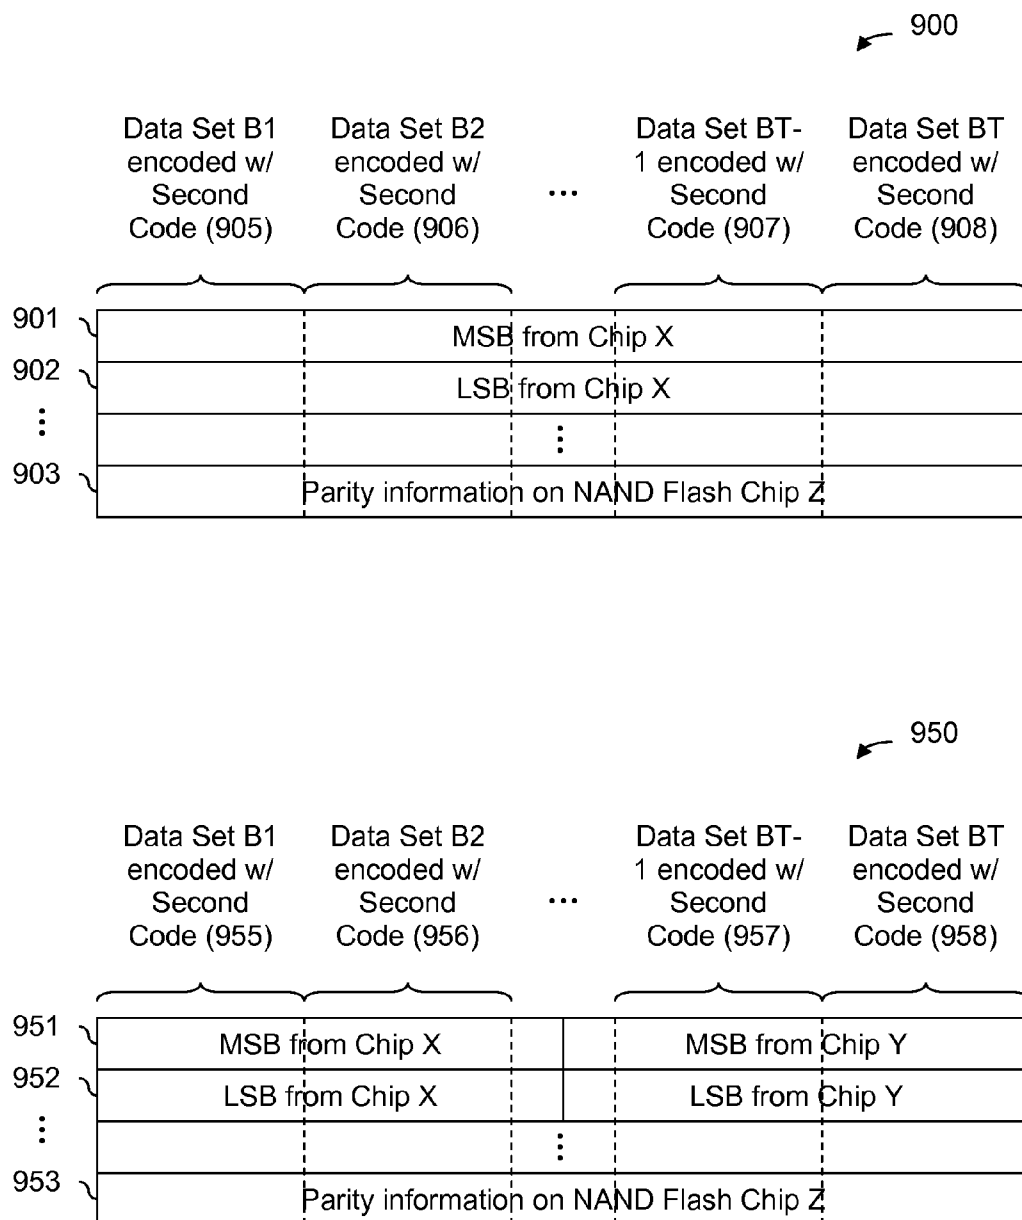 900
Data Set B1
encoded w/
Second
Code (905)
Data Set B2
encoded w/
Second
Code (906)
...
Data Set BT-
1 encoded w/
Second
Code (907)
Data Set BT
encoded w/
Second
Code (908)
901
MSB from Chip X
902
LSB from Chip X
903
Parity information on NAND Flash Chip Z
950
Data Set B1
encoded w/
Second
Code (955)
Data Set B2
encoded w/
Second
Code (956)
...
Data Set BT-
1 encoded w/
Second
Code (957)
Data Set BT
encoded w/
Second
Code (958)
951
MSB from Chip X
MSB from Chip Y
952
LSB from Chip X
LSB from Chip Y
953
Parity information on NAND Flash Chip Z